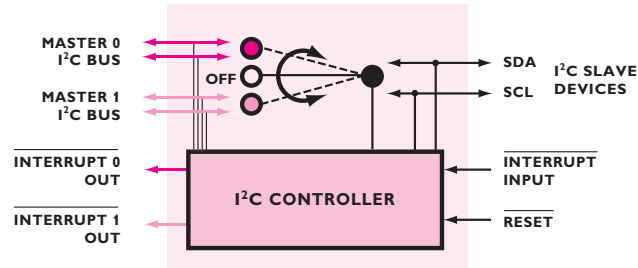 MASTER 0
I²C BUS
OFF
MASTER 1
I²C BUS
INTERRUPT 0
OUT
INTERRUPT 1
OUT
I²C CONTROLLER
SDA
SCL
I²C SLAVE
DEVICES
INTERRUPT
INPUT
RESET